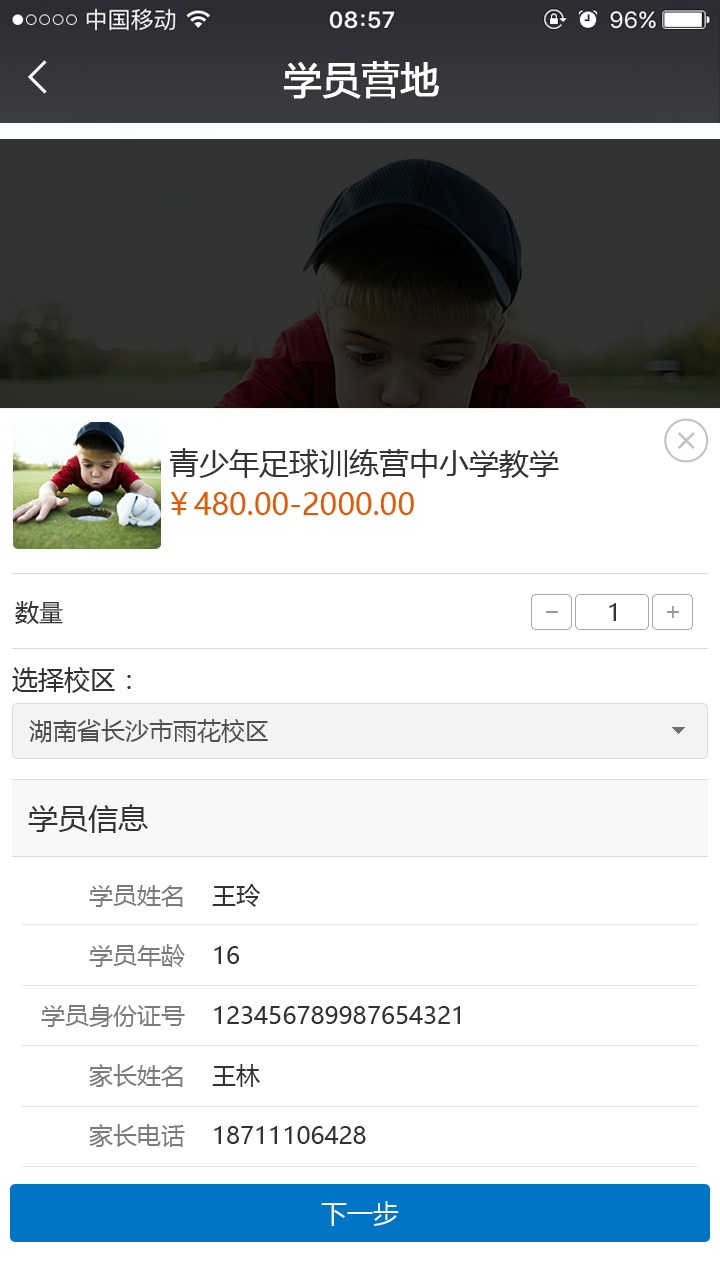 中国移动 08:57 96%
学员营地
青少年足球训练营中小学教学
¥480.00-2000.00
数量 − 1 +
选择校区：
湖南省长沙市雨花校区
学员信息
学员姓名 王玲
学员年龄 16
学员身份证号 123456789987654321
家长姓名 王林
家长电话 18711106428
下一步